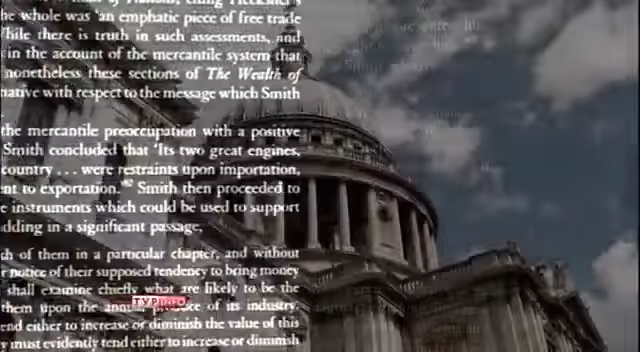 he whole was 'an emphatic piece of free trade
While there is truth in such assessments, and
in the account of the mercantile system that
nonetheless these sections of The Wealth of
native with respect to the message which Smith
the mercantile preoccupation with a positive
Smith concluded that 'Its two great engines,
country . . . were restraints upon importation,
nt to exportation.' Smith then proceeded to
e instruments which could be used to support
dding in a significant passage,
ch of them in a particular chapter, and without
r notice of their supposed tendency to bring money
shall examine chiefly what are likely to be the
TVPINFO
them upon the annual of its industry.
end either to increase or diminish the value of this
y must evidently tend either to increase or diminish